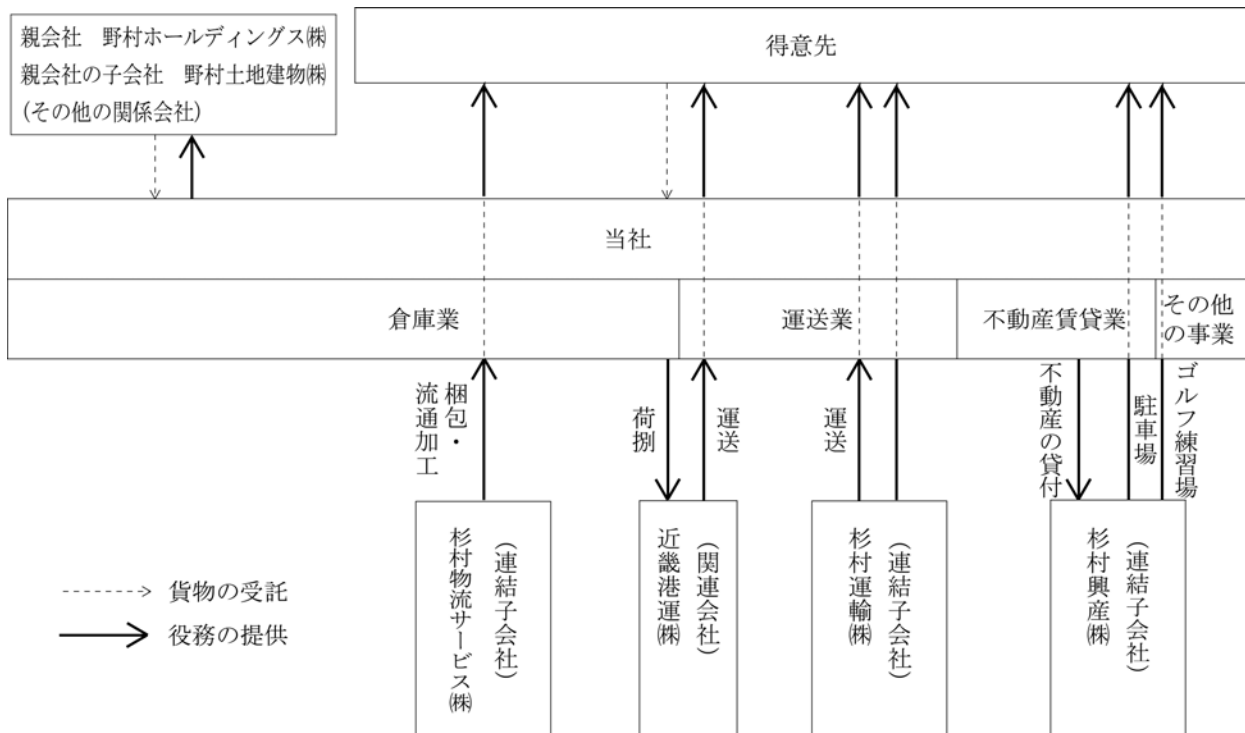 親会社　野村ホールディングス㈱
親会社の子会社　野村土地建物㈱
(その他の関係会社)
得意先
当社
倉庫業
運送業
不動産賃貸業
その他
の事業
梱包・
流通加工
荷捌
運送
運送
不動産の貸付
駐車場
ゴルフ練習場
(連結子会社)
杉村物流サービス㈱
(関連会社)
近畿港運㈱
(連結子会社)
杉村運輸㈱
(連結子会社)
杉村興産㈱
貨物の受託
役務の提供